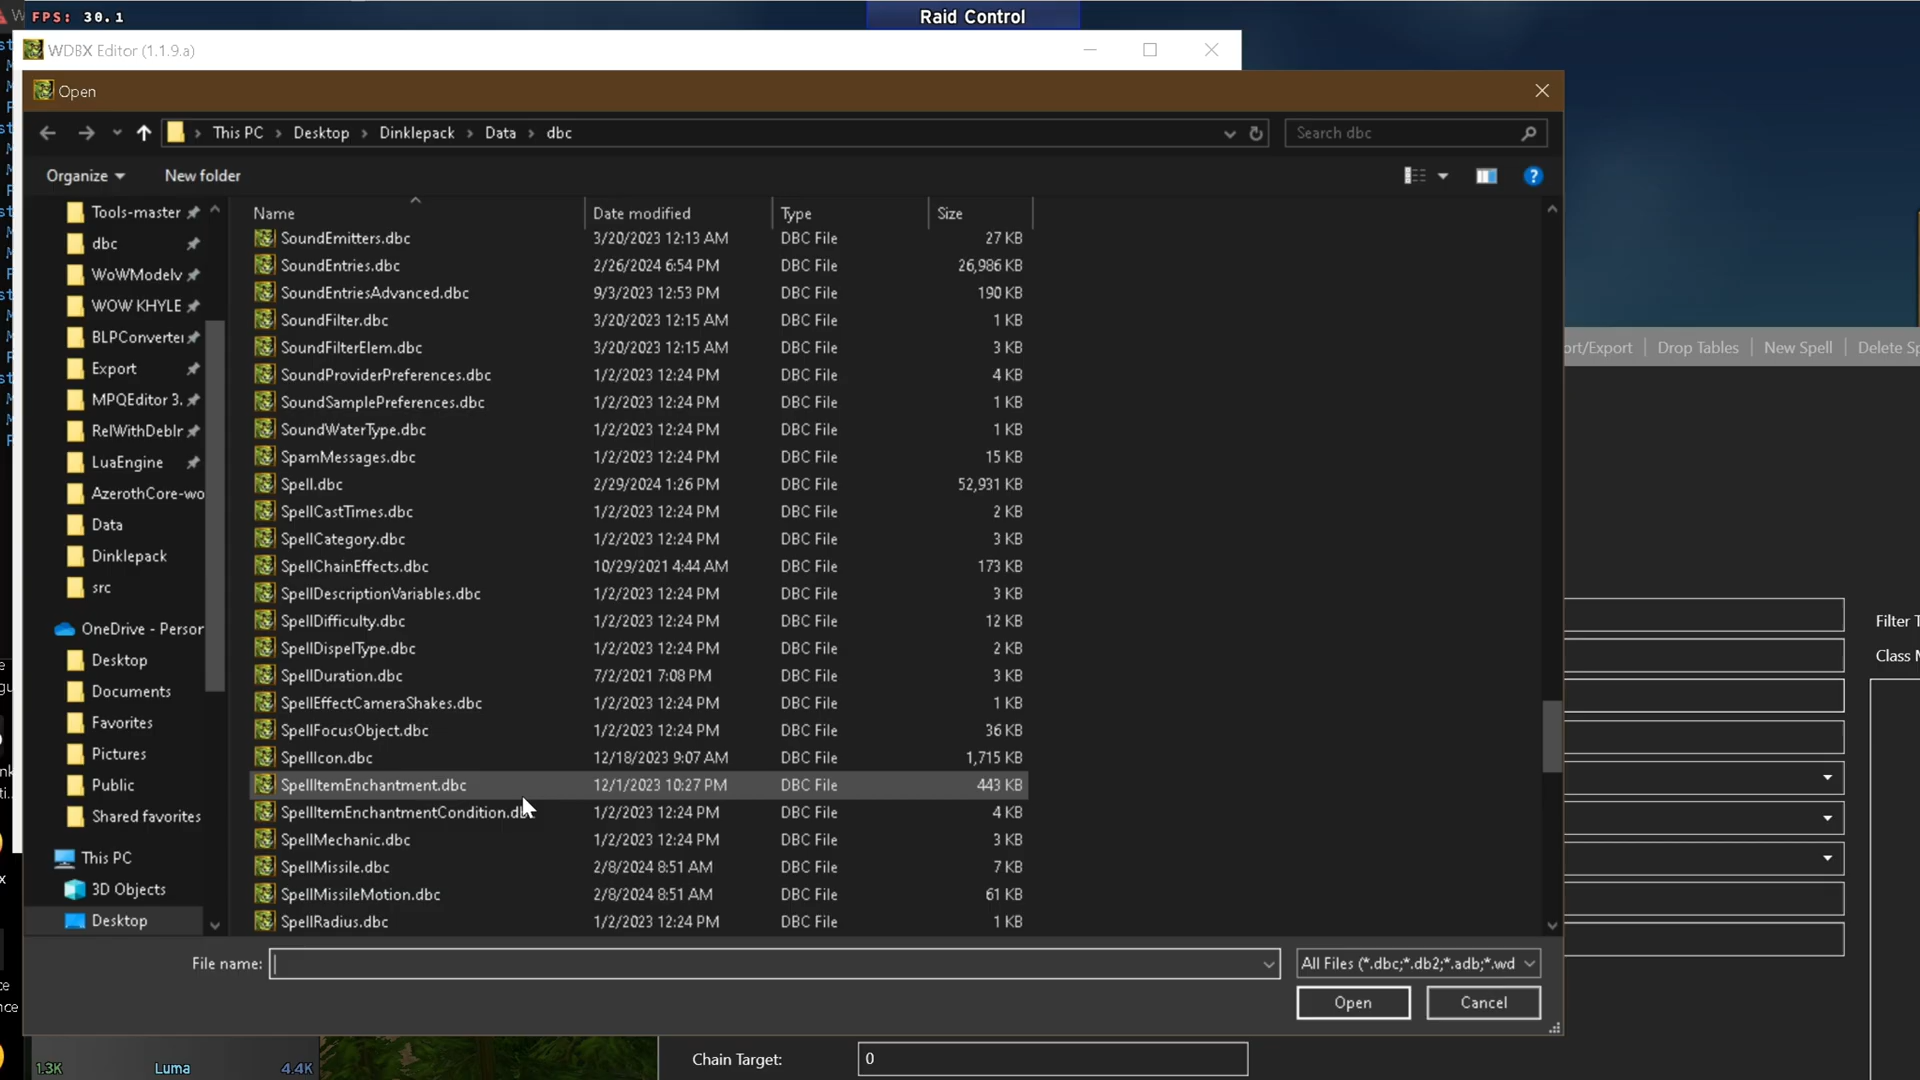 FPS: 30.1
Raid Control
WDBX Editor (1.1.9.a)
Open
This PC > Desktop > Dinklepack > Data > dbc
Search dbc
Organize
New folder
?
Tools-master
dbc
WoWModelv
WOW KHYLE
BLPConverter
Export
MPQEditor 3.
RelWithDebIr
LuaEngine
AzerothCore-wo
Data
Dinklepack
src
OneDrive - Person
Desktop
Documents
Favorites
Pictures
Public
Shared favorites
This PC
3D Objects
Desktop
Name Date modified Type Size
SoundEmitters.dbc 3/20/2023 12:13 AM DBC File 27 KB
SoundEntries.dbc 2/26/2024 6:54 PM DBC File 26,986 KB
SoundEntriesAdvanced.dbc 9/3/2023 12:53 PM DBC File 190 KB
SoundFilter.dbc 3/20/2023 12:15 AM DBC File 1 KB
SoundFilterElem.dbc 3/20/2023 12:15 AM DBC File 3 KB
SoundProviderPreferences.dbc 1/2/2023 12:24 PM DBC File 4 KB
SoundSamplePreferences.dbc 1/2/2023 12:24 PM DBC File 1 KB
SoundWaterType.dbc 1/2/2023 12:24 PM DBC File 1 KB
SpamMessages.dbc 1/2/2023 12:24 PM DBC File 15 KB
Spell.dbc 2/29/2024 1:26 PM DBC File 52,931 KB
SpellCastTimes.dbc 1/2/2023 12:24 PM DBC File 2 KB
SpellCategory.dbc 1/2/2023 12:24 PM DBC File 3 KB
SpellChainEffects.dbc 10/29/2021 4:44 AM DBC File 173 KB
SpellDescriptionVariables.dbc 1/2/2023 12:24 PM DBC File 3 KB
SpellDifficulty.dbc 1/2/2023 12:24 PM DBC File 12 KB
SpellDispelType.dbc 1/2/2023 12:24 PM DBC File 2 KB
SpellDuration.dbc 7/2/2021 7:08 PM DBC File 3 KB
SpellEffectCameraShakes.dbc 1/2/2023 12:24 PM DBC File 1 KB
SpellFocusObject.dbc 1/2/2023 12:24 PM DBC File 36 KB
SpellIcon.dbc 12/18/2023 9:07 AM DBC File 1,715 KB
SpellItemEnchantment.dbc 12/1/2023 10:27 PM DBC File 443 KB
SpellItemEnchantmentCondition.dbc 1/2/2023 12:24 PM DBC File 4 KB
SpellMechanic.dbc 1/2/2023 12:24 PM DBC File 3 KB
SpellMissile.dbc 2/8/2024 8:51 AM DBC File 7 KB
SpellMissileMotion.dbc 2/8/2024 8:51 AM DBC File 61 KB
SpellRadius.dbc 1/2/2023 12:24 PM DBC File 1 KB
File name:
All Files (*.dbc;*.db2;*.adb;*.wd
Open
Cancel
ort/Export
Drop Tables
New Spell
Delete Sp
Filter T
Class M
Chain Target: 0
1.3K Luma 4.4K